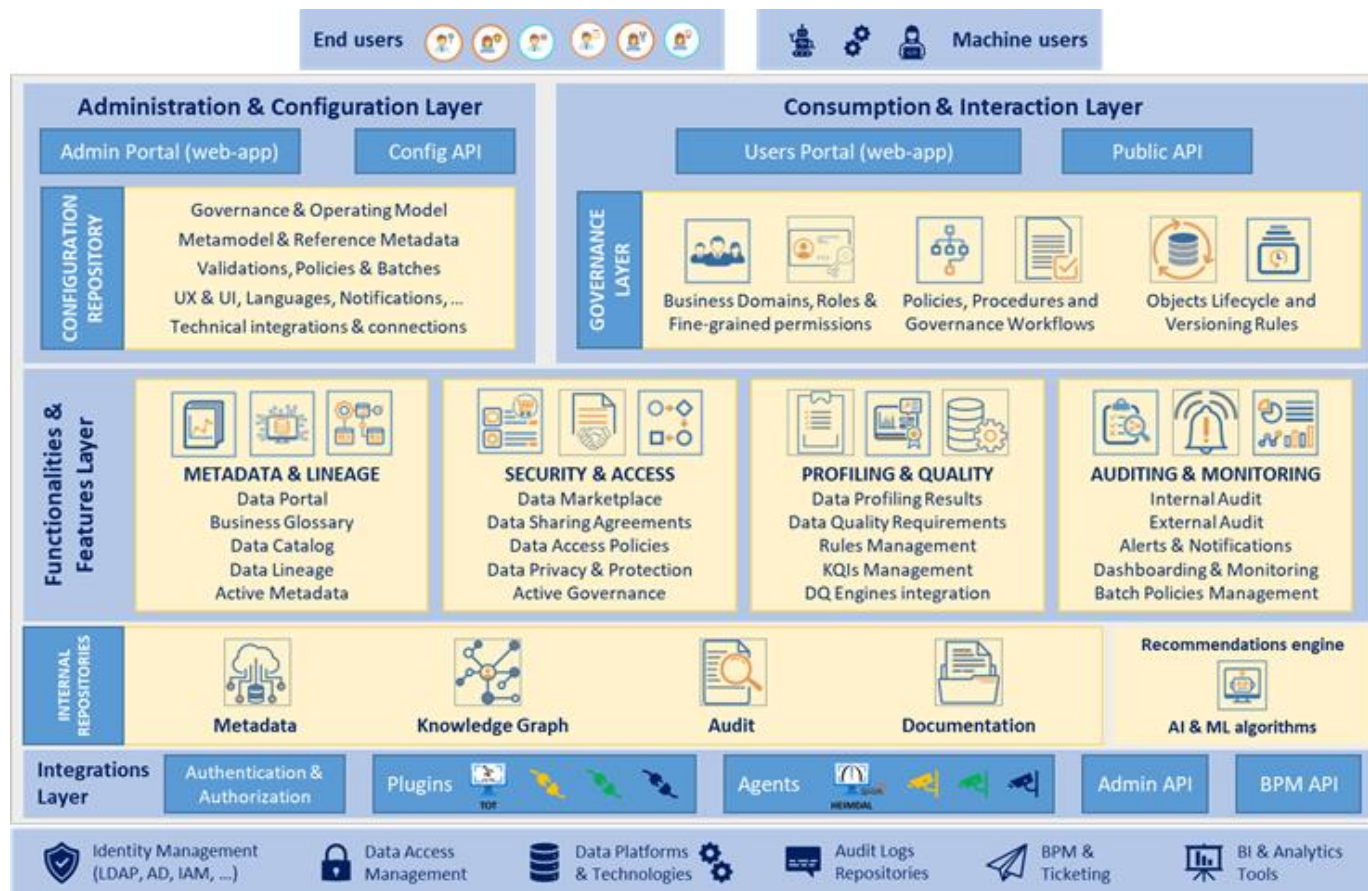 End users
Machine users
Administration & Configuration Layer
Admin Portal (web-app)
Config API
CONFIGURATION
REPOSITORY
Governance & Operating Model
Metamodel & Reference Metadata
Validations, Policies & Batches
UX & UI, Languages, Notifications, ...
Technical integrations & connections
Consumption & Interaction Layer
Users Portal (web-app)
Public API
GOVERNANCE
LAYER
Business Domains, Roles &
Fine-grained permissions
Policies, Procedures and
Governance Workflows
Objects Lifecycle and
Versioning Rules
Functionalities &
Features Layer
METADATA & LINEAGE
Data Portal
Business Glossary
Data Catalog
Data Lineage
Active Metadata
SECURITY & ACCESS
Data Marketplace
Data Sharing Agreements
Data Access Policies
Data Privacy & Protection
Active Governance
PROFILING & QUALITY
Data Profiling Results
Data Quality Requirements
Rules Management
KQIs Management
DQ Engines integration
AUDITING & MONITORING
Internal Audit
External Audit
Alerts & Notifications
Dashboarding & Monitoring
Batch Policies Management
INTERNAL
REPOSITORIES
Metadata
Knowledge Graph
Audit
Documentation
Recommendations engine
AI & ML algorithms
Integrations
Layer
Authentication &
Authorization
Plugins
TOT
Agents
HEIMDAL
Admin API
BPM API
Identity Management
(LDAP, AD, IAM, ...)
Data Access
Management
Data Platforms
& Technologies
Audit Logs
Repositories
BPM &
Ticketing
BI & Analytics
Tools